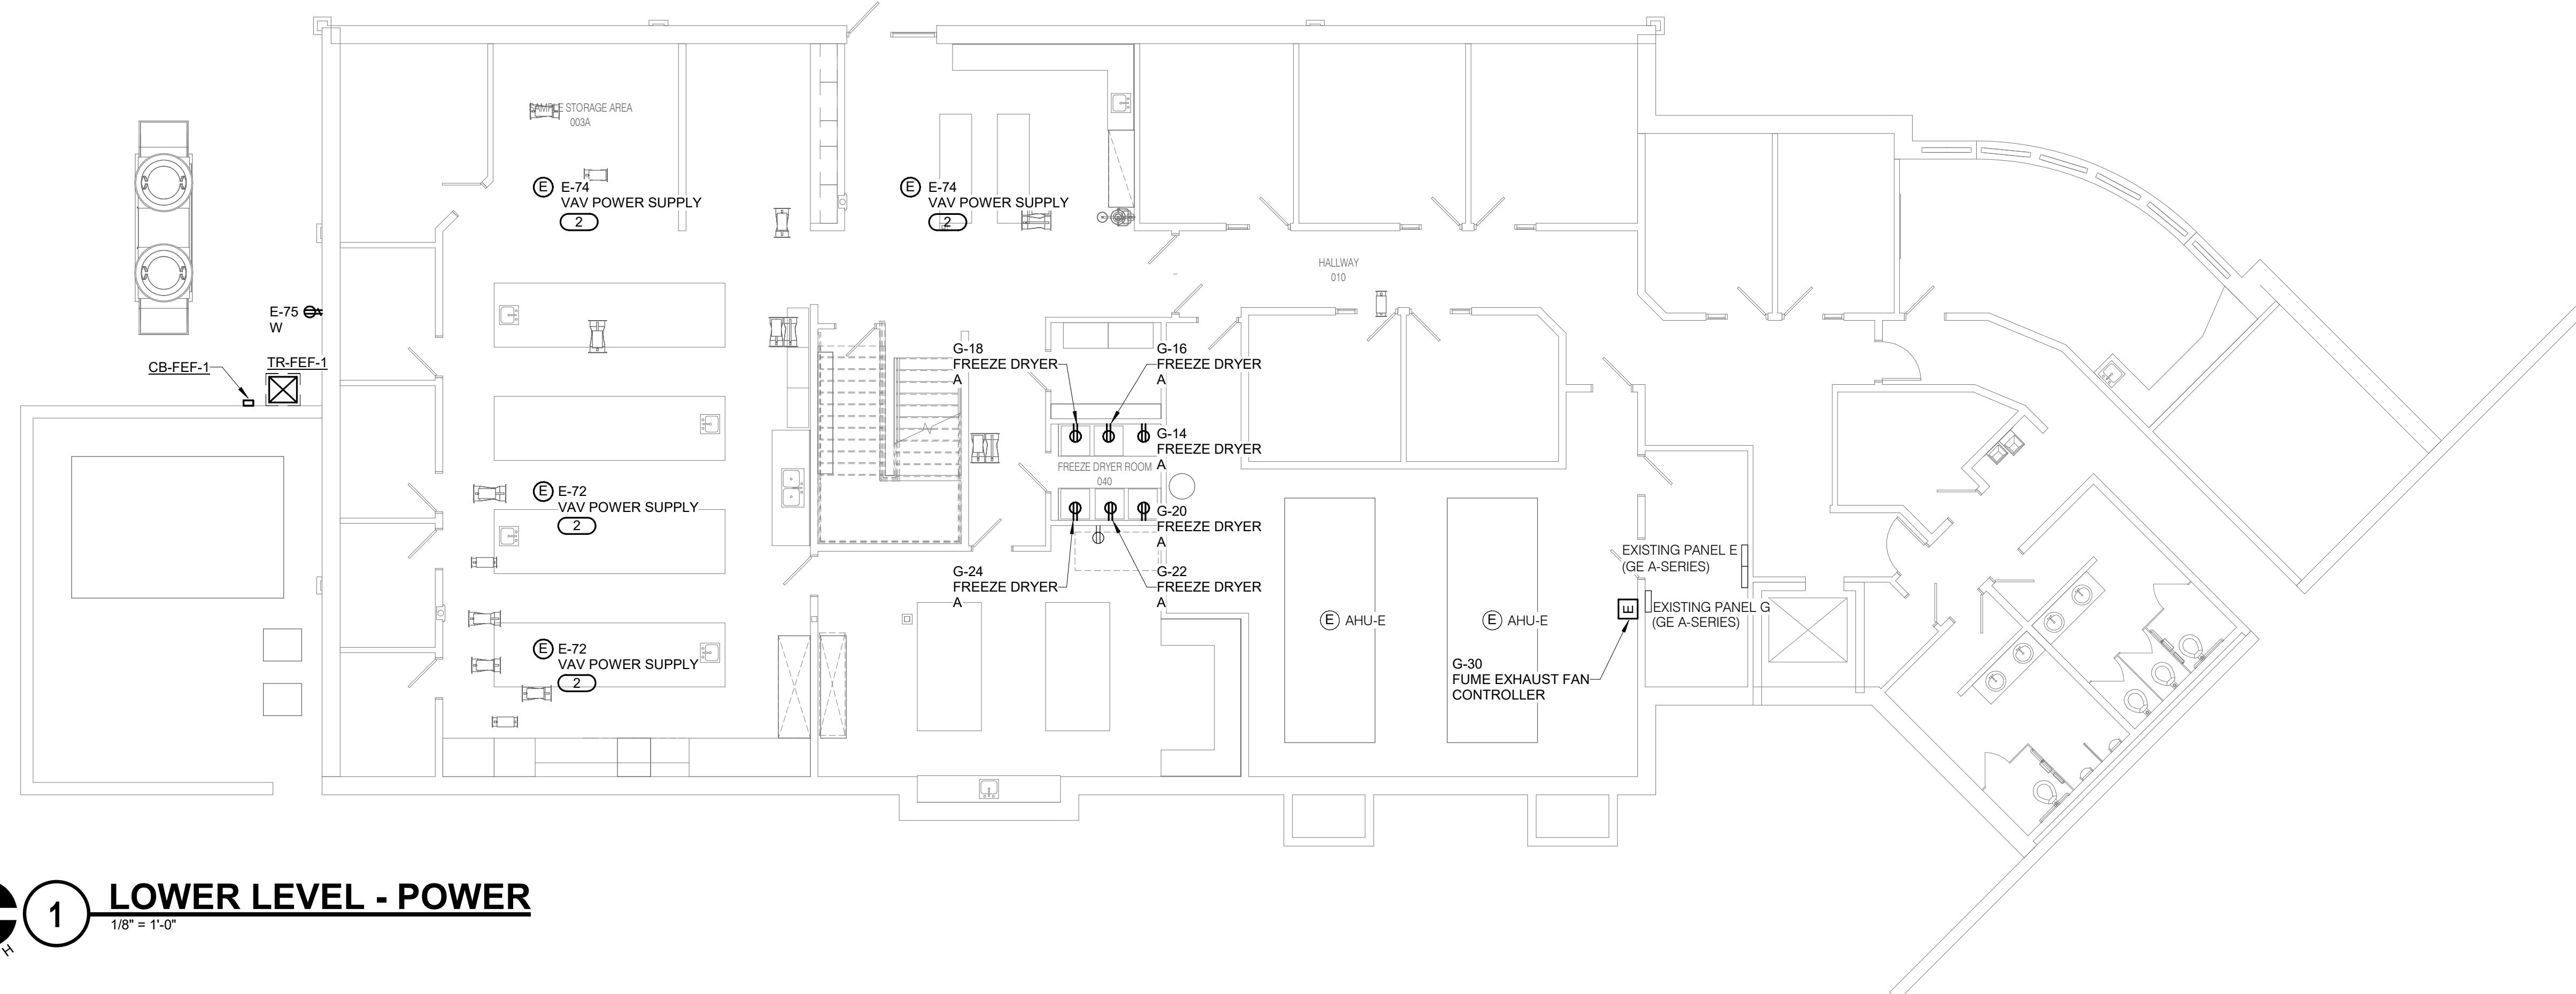 SAMPLE STORAGE AREA
003A
E E-74
VAV POWER SUPPLY
2
E E-74
VAV POWER SUPPLY
2
HALLWAY
010
E-75
W
CB-FEF-1
TR-FEF-1
G-18
FREEZE DRYER
A
G-16
FREEZE DRYER
A
G-14
FREEZE DRYER
A
FREEZE DRYER ROOM
040
E E-72
VAV POWER SUPPLY
2
G-20
FREEZE DRYER
A
G-24
FREEZE DRYER
A
G-22
FREEZE DRYER
A
EXISTING PANEL E
(GE A-SERIES)
E
EXISTING PANEL G
(GE A-SERIES)
E AHU-E
E AHU-E
E E-72
VAV POWER SUPPLY
2
G-30
FUME EXHAUST FAN
CONTROLLER
1
LOWER LEVEL - POWER
1/8" = 1'-0"
H